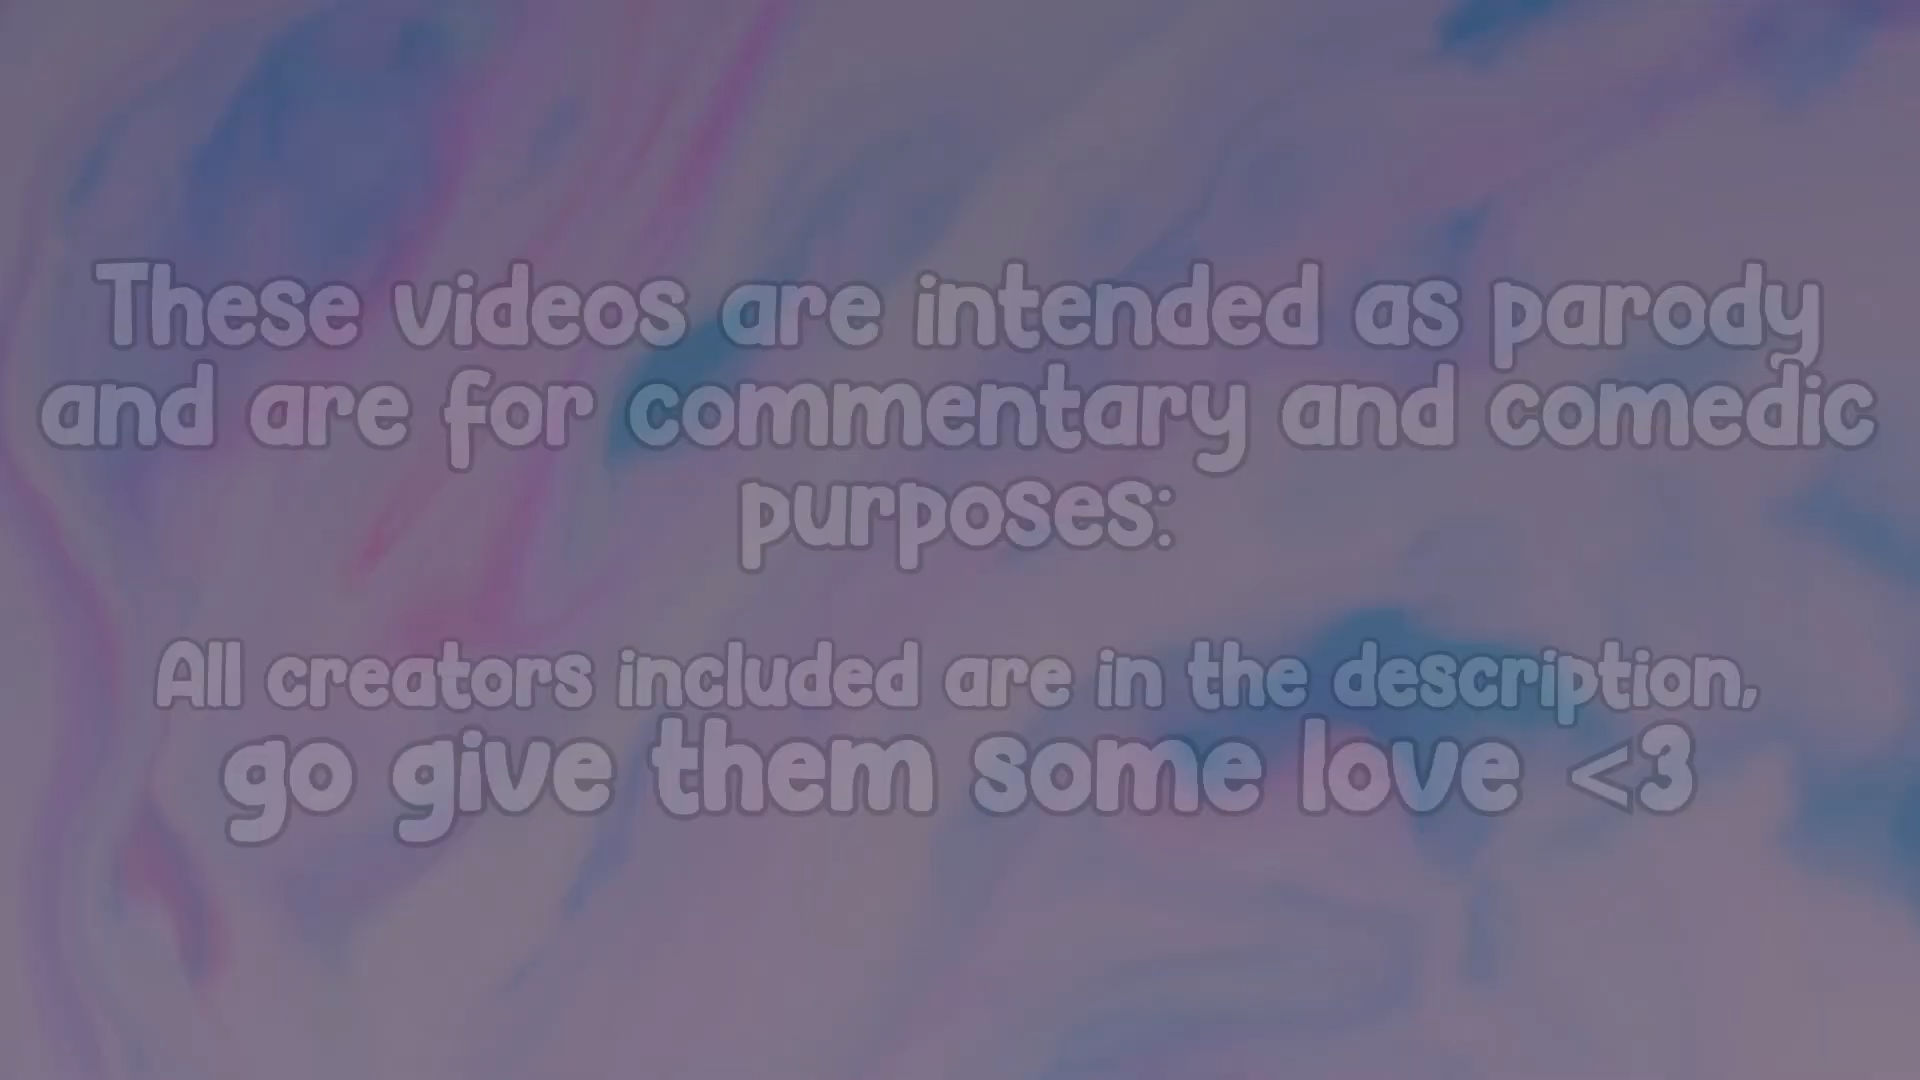 These videos are intended as parody
and are for commentary and comedic
purposes:
All creators included are in the description,
go give them some love <3